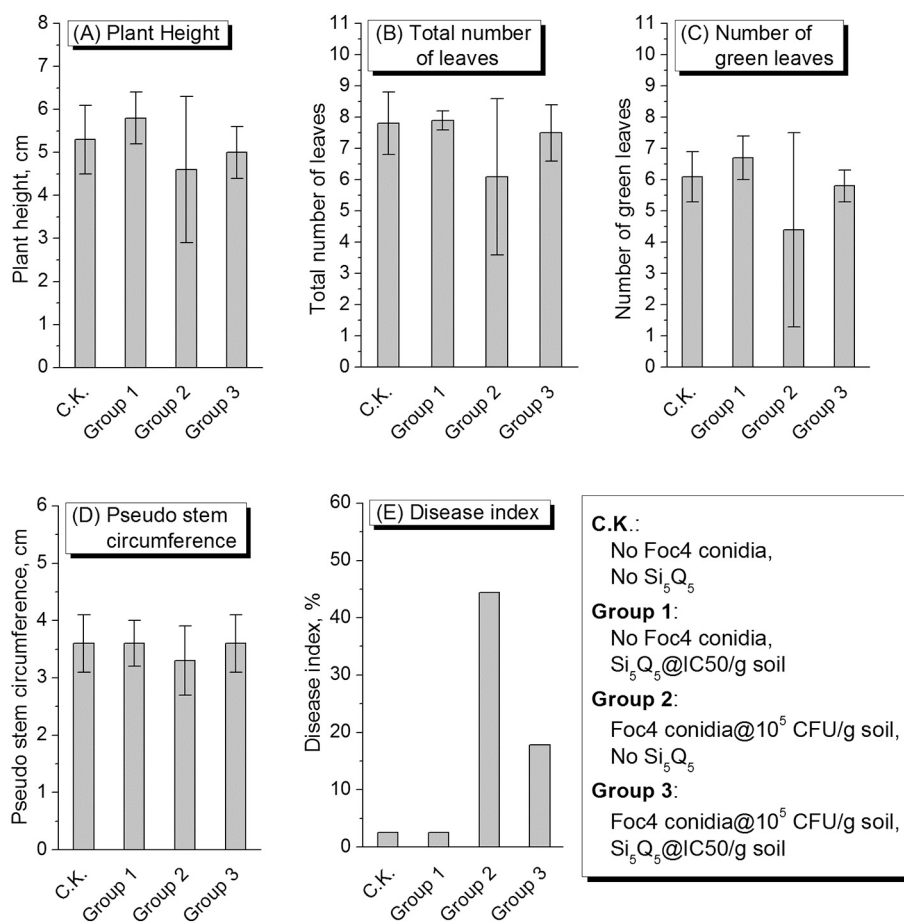 (A) Plant Height
Plant height, cm
8
7
6
5
4
3
2
1
0
C.K.
Group 1
Group 2
Group 3
(B) Total number
of leaves
Total number of leaves
11
10
9
8
7
6
5
4
3
2
1
0
C.K.
Group 1
Group 2
Group 3
(C) Number of
green leaves
Number of green leaves
11
10
9
8
7
6
5
4
3
2
1
0
C.K.
Group 1
Group 2
Group 3
(D) Pseudo stem
circumference
Pseudo stem circumference, cm
6
5
4
3
2
1
0
C.K.
Group 1
Group 2
Group 3
(E) Disease index
Disease index, %
60
50
40
30
20
10
0
C.K.
Group 1
Group 2
Group 3
C.K.:
No Foc4 conidia,
No Si₅Q₅
Group 1:
No Foc4 conidia,
Si₅Q₅@IC50/g soil
Group 2:
Foc4 conidia@10⁵ CFU/g soil,
No Si₅Q₅
Group 3:
Foc4 conidia@10⁵ CFU/g soil,
Si₅Q₅@IC50/g soil